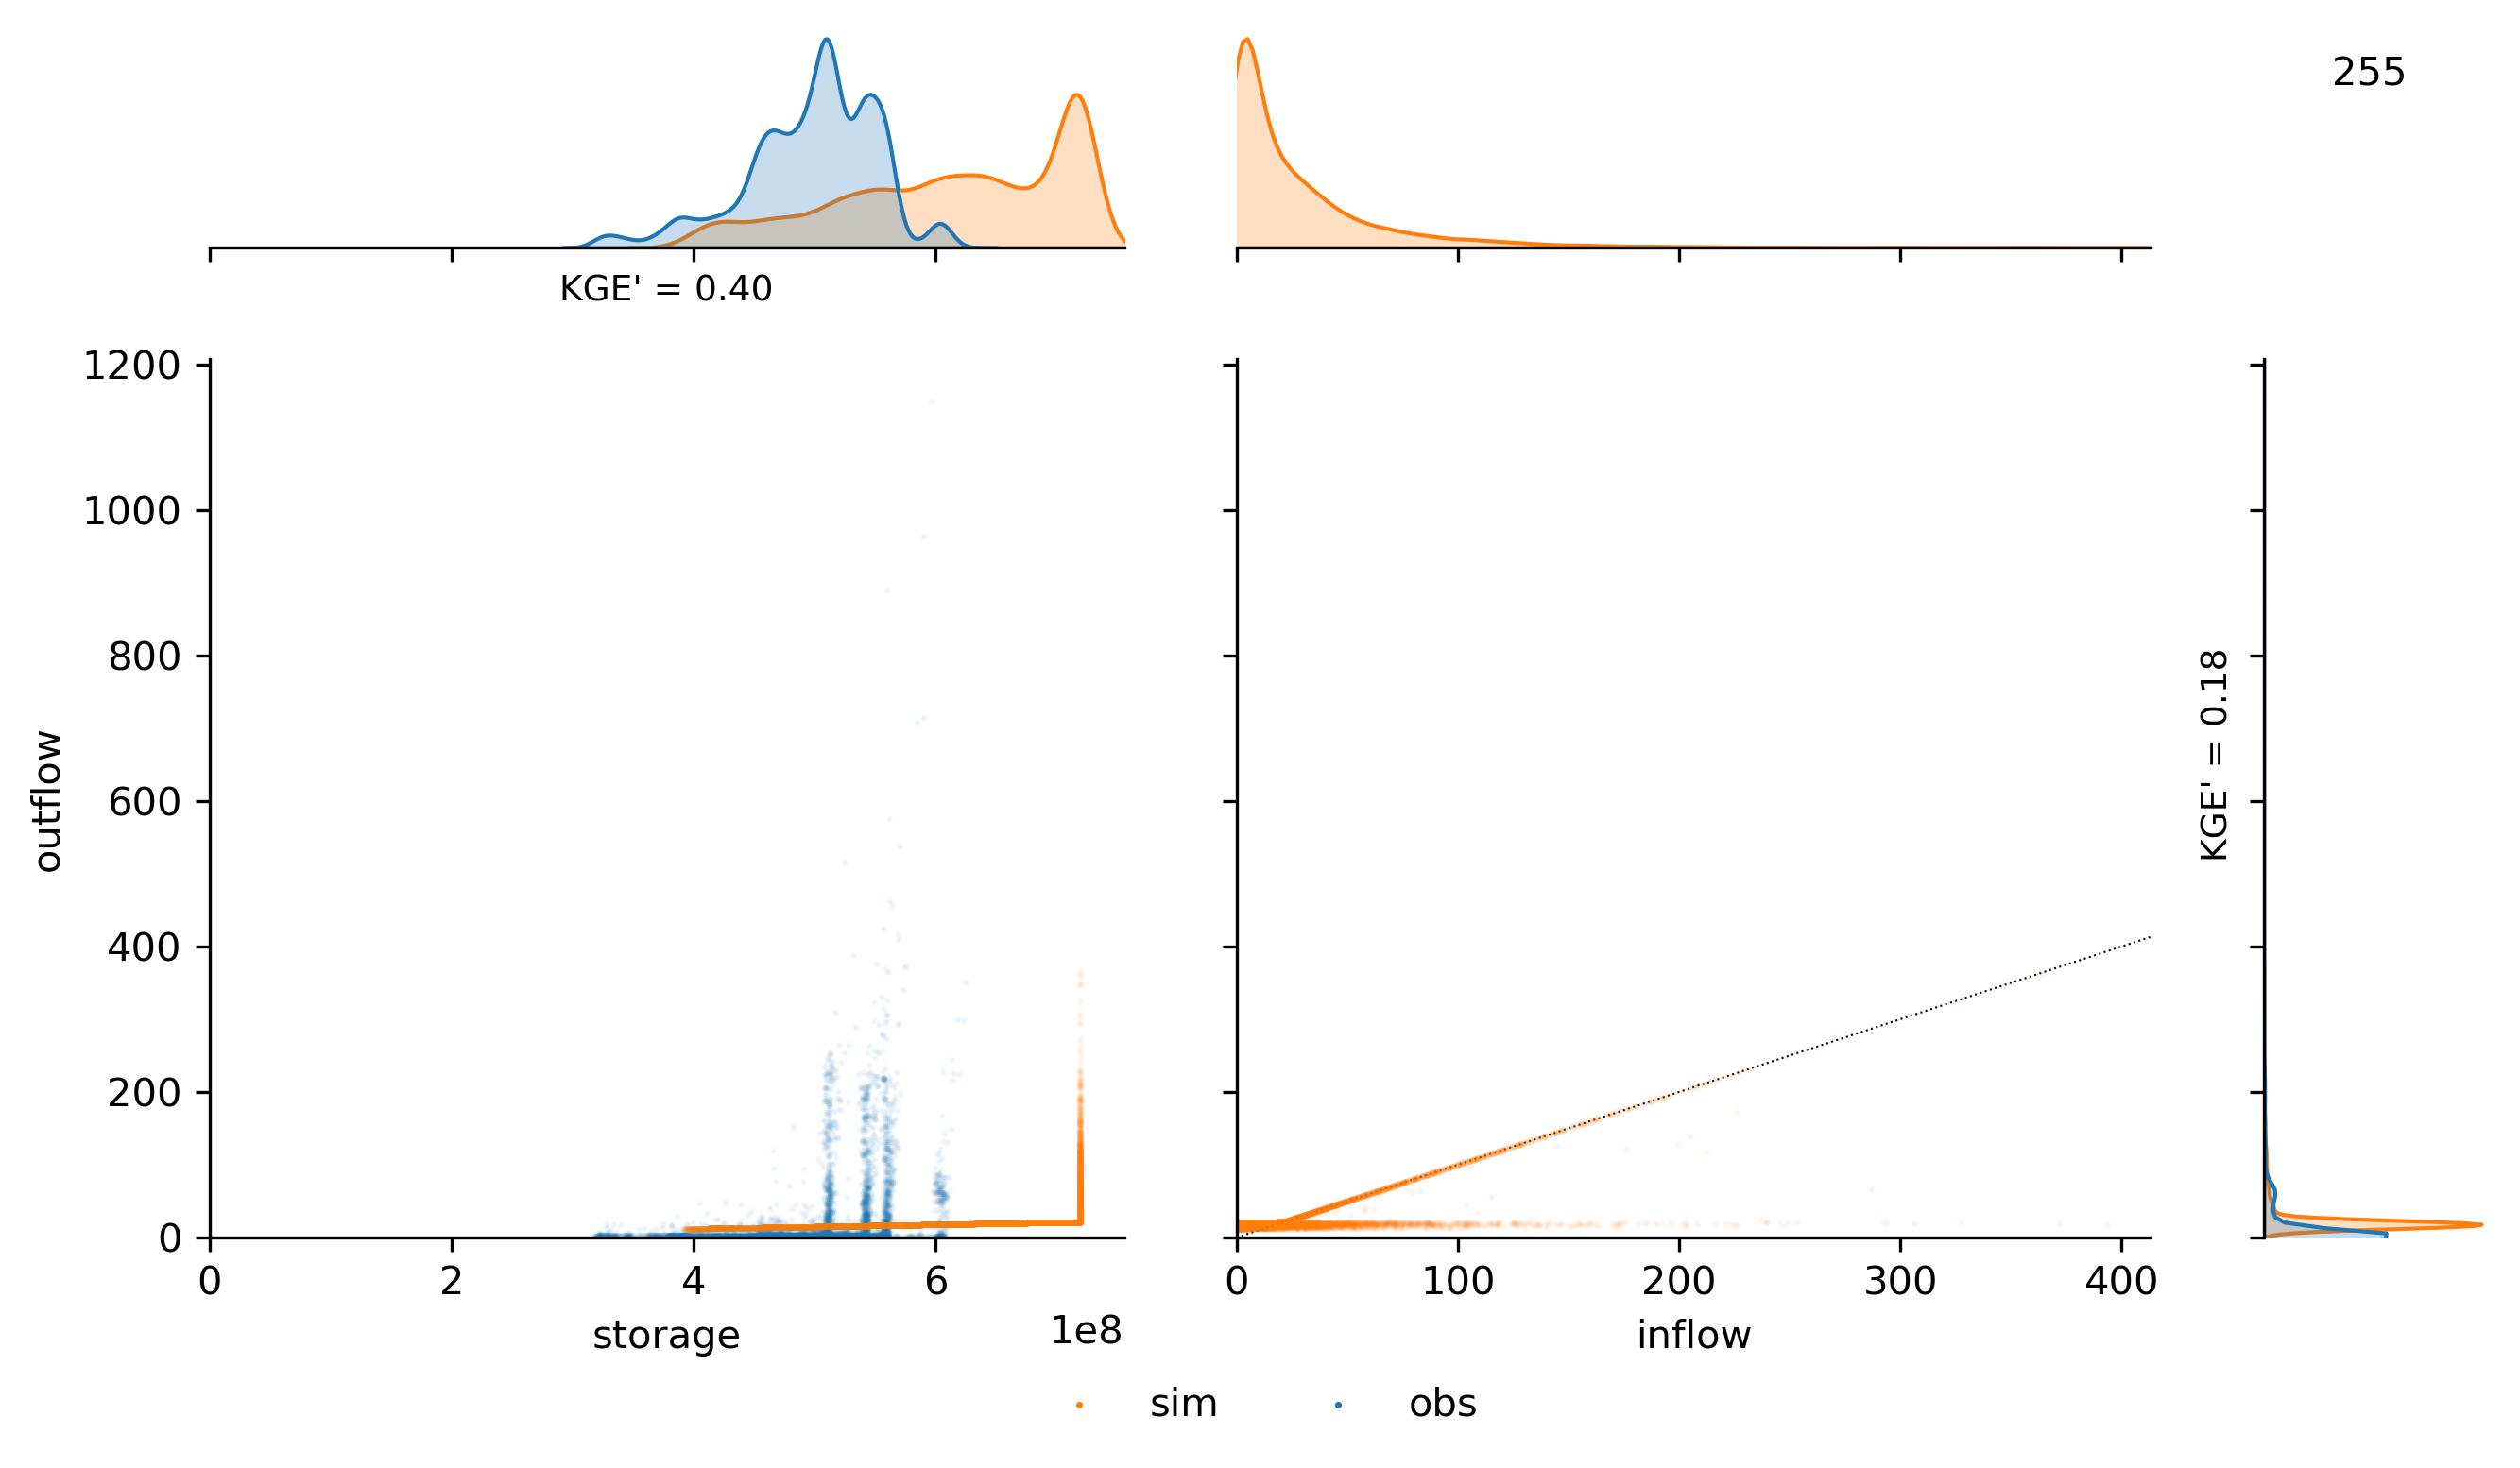 255
KGE' = 0.40
1200
1000
800
600
400
200
0
outflow
0 2 4 6
storage
1e8
KGE' = 0.18
0 100 200 300 400
inflow
sim obs